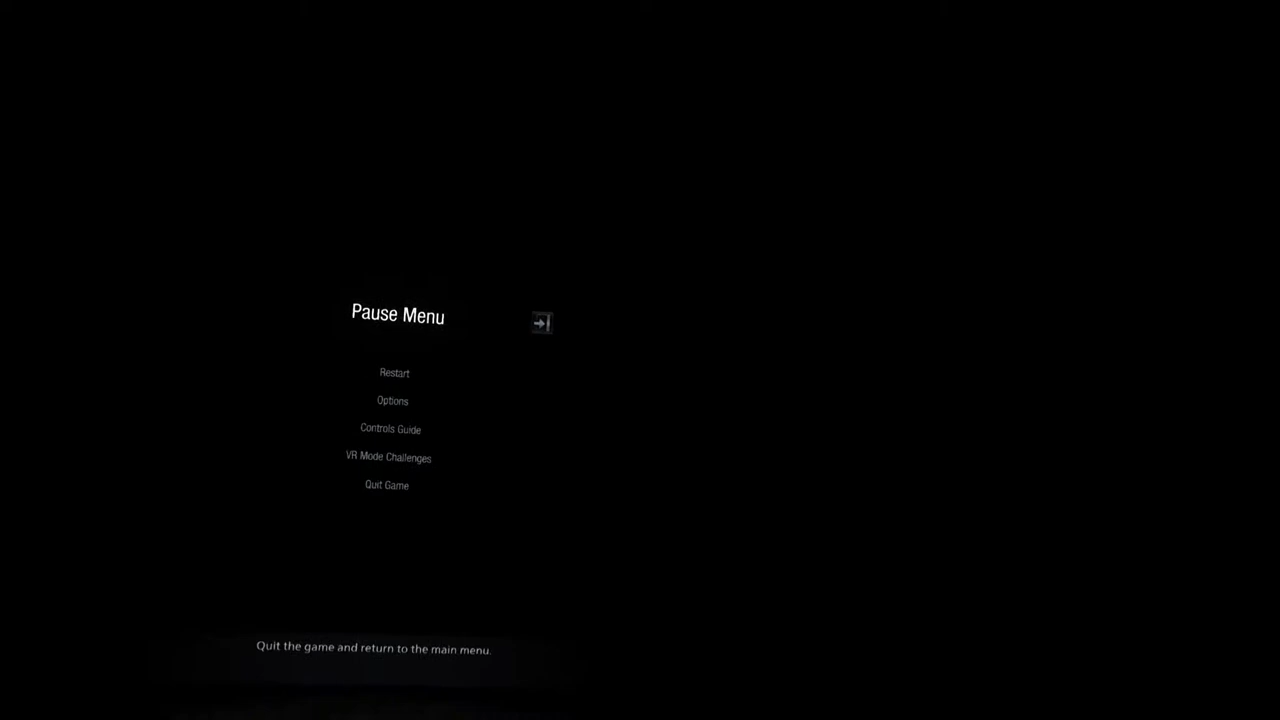 Pause Menu
Restart
Options
Controls Guide
VR Mode Challenges
Quit Game
Quit the game and return to the main menu.